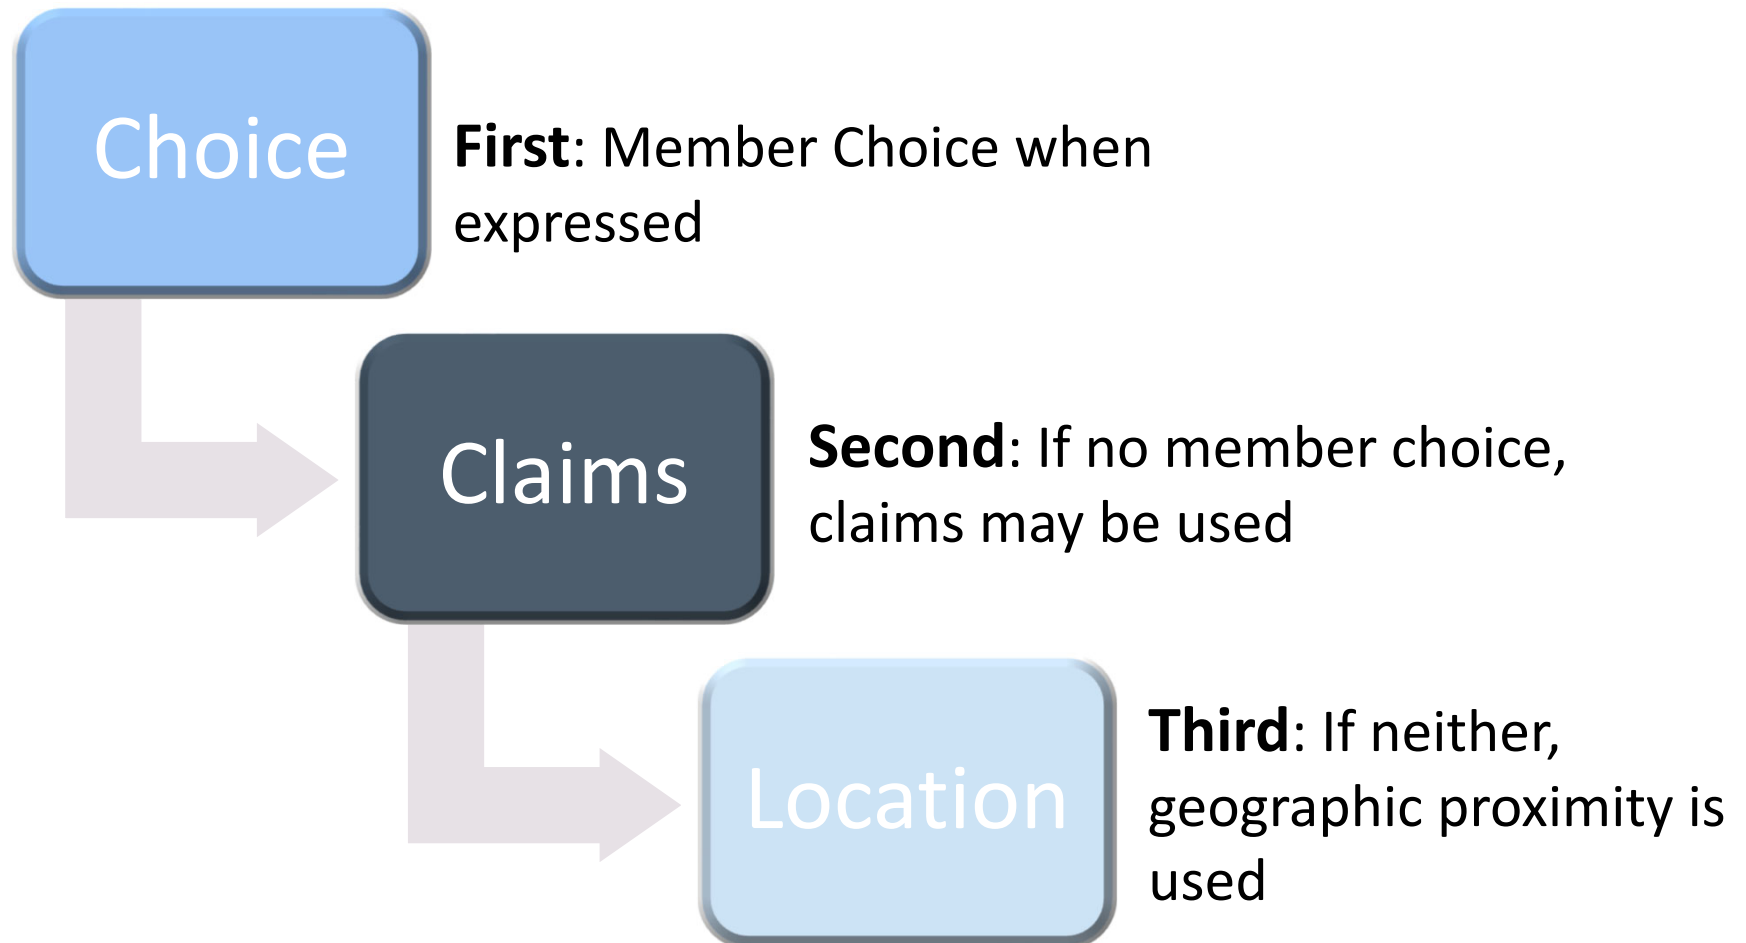 Choice
First: Member Choice when
expressed
Claims
Second: If no member choice,
claims may be used
Location
Third: If neither,
geographic proximity is
used